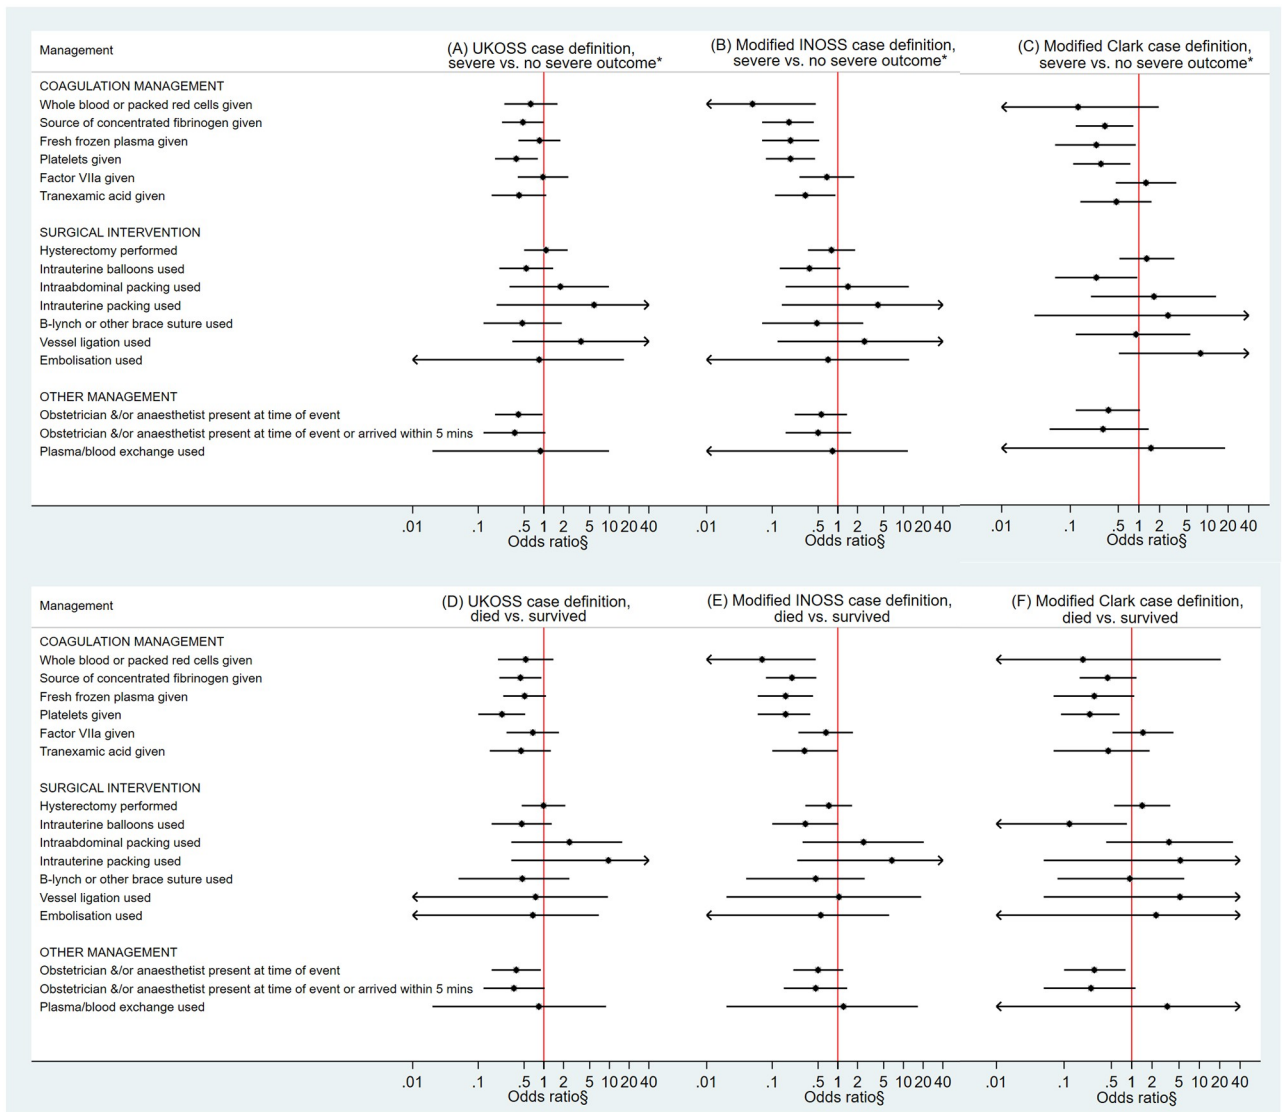 Management
(A) UKOSS case definition,
severe vs. no severe outcome*
(B) Modified INOSS case definition,
severe vs. no severe outcome*
(C) Modified Clark case definition,
severe vs. no severe outcome*
COAGULATION MANAGEMENT
Whole blood or packed red cells given
Source of concentrated fibrinogen given
Fresh frozen plasma given
Platelets given
Factor VIIa given
Tranexamic acid given
SURGICAL INTERVENTION
Hysterectomy performed
Intrauterine balloons used
Intraabdominal packing used
Intrauterine packing used
B-lynch or other brace suture used
Vessel ligation used
Embolisation used
OTHER MANAGEMENT
Obstetrician &/or anaesthetist present at time of event
Obstetrician &/or anaesthetist present at time of event or arrived within 5 mins
Plasma/blood exchange used
.01 .1 .5 1 2 5 10 20 40
Odds ratio§
.01 .1 .5 1 2 5 10 20 40
Odds ratio§
.01 .1 .5 1 2 5 10 20 40
Odds ratio§
Management
(D) UKOSS case definition,
died vs. survived
(E) Modified INOSS case definition,
died vs. survived
(F) Modified Clark case definition,
died vs. survived
COAGULATION MANAGEMENT
Whole blood or packed red cells given
Source of concentrated fibrinogen given
Fresh frozen plasma given
Platelets given
Factor VIIa given
Tranexamic acid given
SURGICAL INTERVENTION
Hysterectomy performed
Intrauterine balloons used
Intraabdominal packing used
Intrauterine packing used
B-lynch or other brace suture used
Vessel ligation used
Embolisation used
OTHER MANAGEMENT
Obstetrician &/or anaesthetist present at time of event
Obstetrician &/or anaesthetist present at time of event or arrived within 5 mins
Plasma/blood exchange used
.01 .1 .5 1 2 5 10 20 40
Odds ratio§
.01 .1 .5 1 2 5 10 20 40
Odds ratio§
.01 .1 .5 1 2 5 10 20 40
Odds ratio§